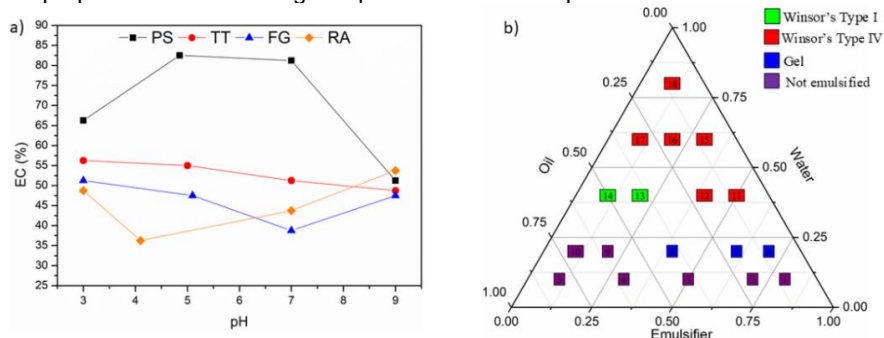 a)
PS TT FG RA
90
85
80
75
70
65
60
55
50
45
40
35
30
25
EC (%)
3 5 7 9
pH
b)
Winsor's Type I
Winsor's Type IV
Gel
Not emulsified
0.00 1.00
0.25 0.75
0.50 0.50
0.75 0.25
1.00 0.00
Oil
Water
18
17 16 15
14 13 12 11
10
0.00 0.25 0.50 0.75 1.00
Emulsifier